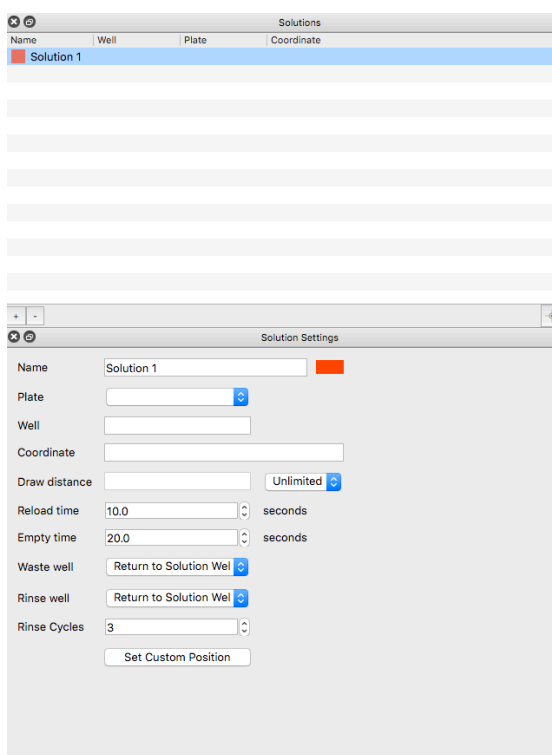 Solutions
Name Well Plate Coordinate
Solution 1
+ -
Solution Settings
Name Solution 1
Plate
Well
Coordinate
Draw distance Unlimited
Reload time 10.0 seconds
Empty time 20.0 seconds
Waste well Return to Solution Wel
Rinse well Return to Solution Wel
Rinse Cycles 3
Set Custom Position